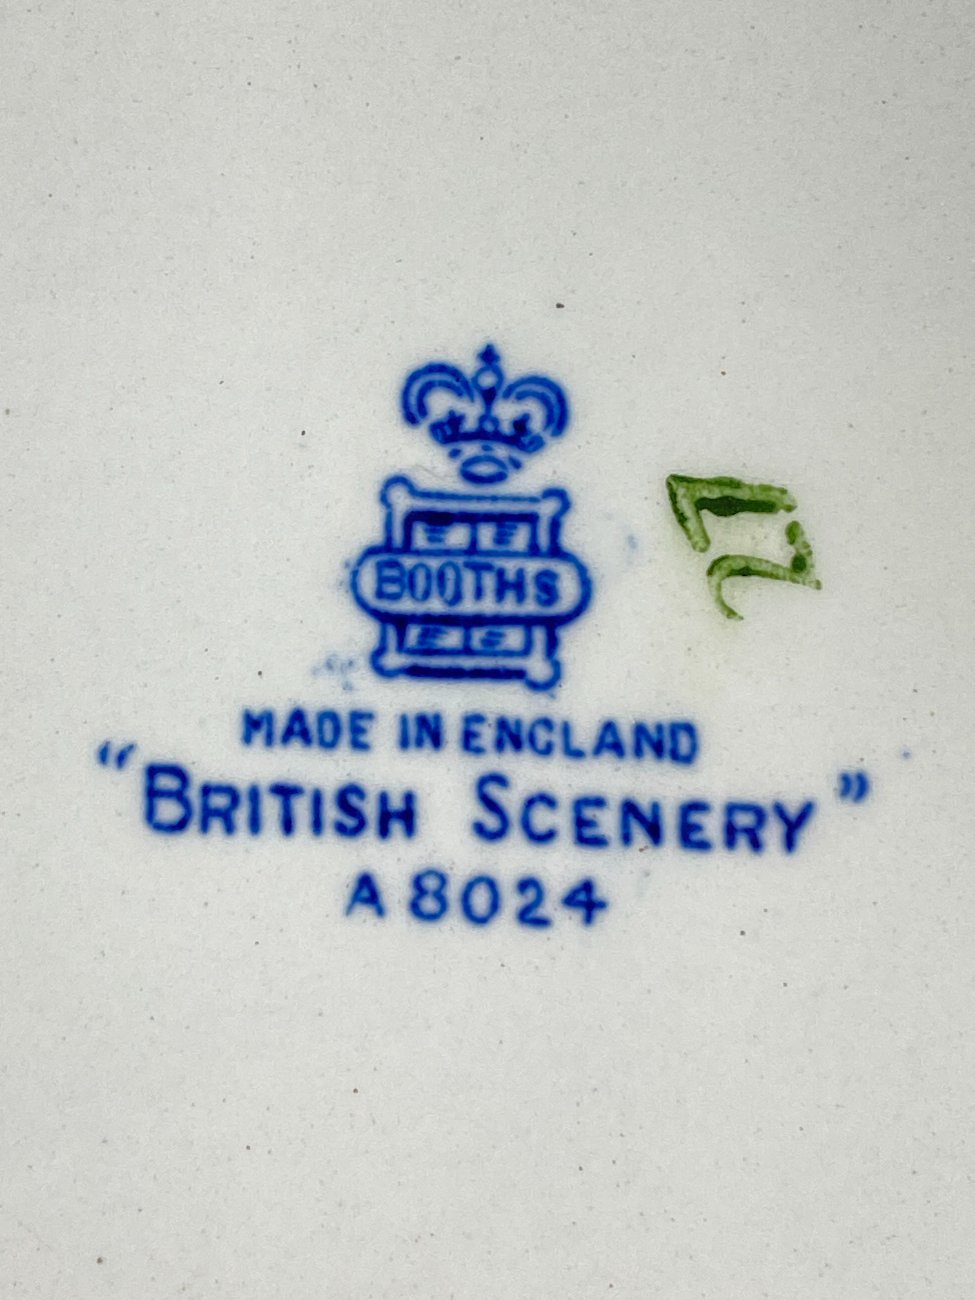 BOOTHS
MADE IN ENGLAND
"BRITISH SCENERY"
A 8024